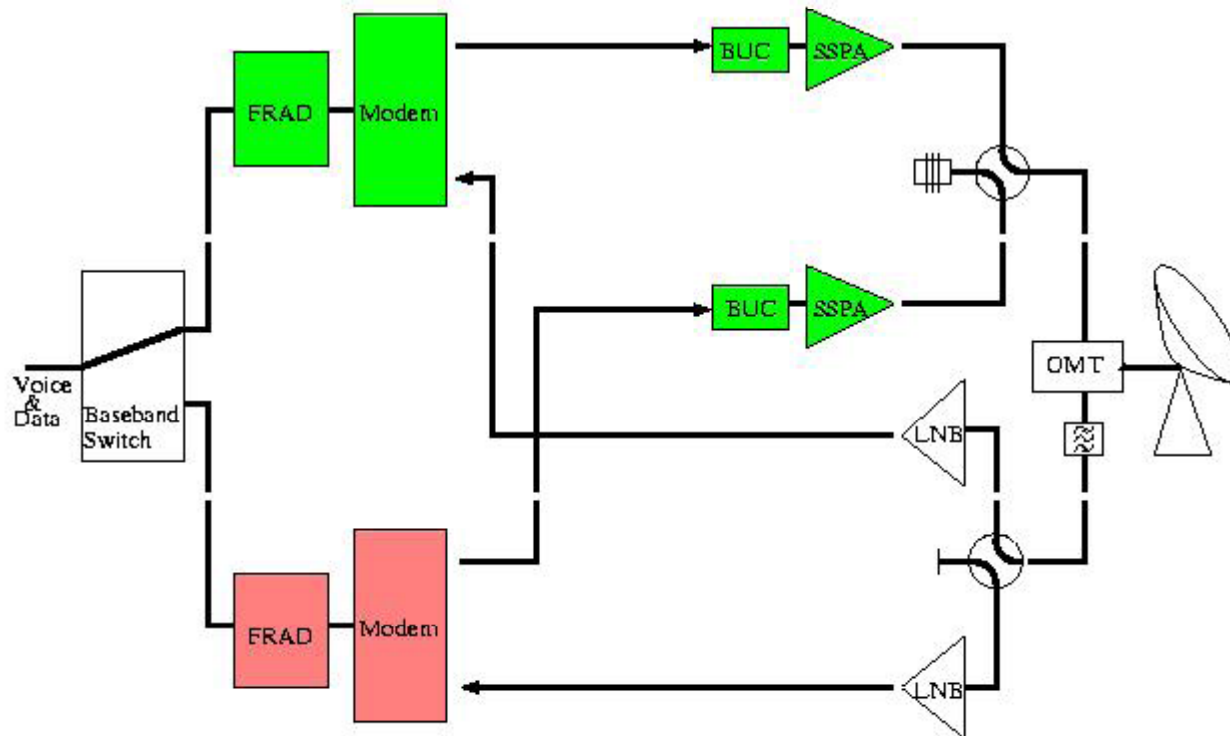 FRAD
Modem
BUC
SSPA
BUC
SSPA
OMT
Voice
&
Data
Baseband
Switch
LNB
FRAD
Modem
LNB